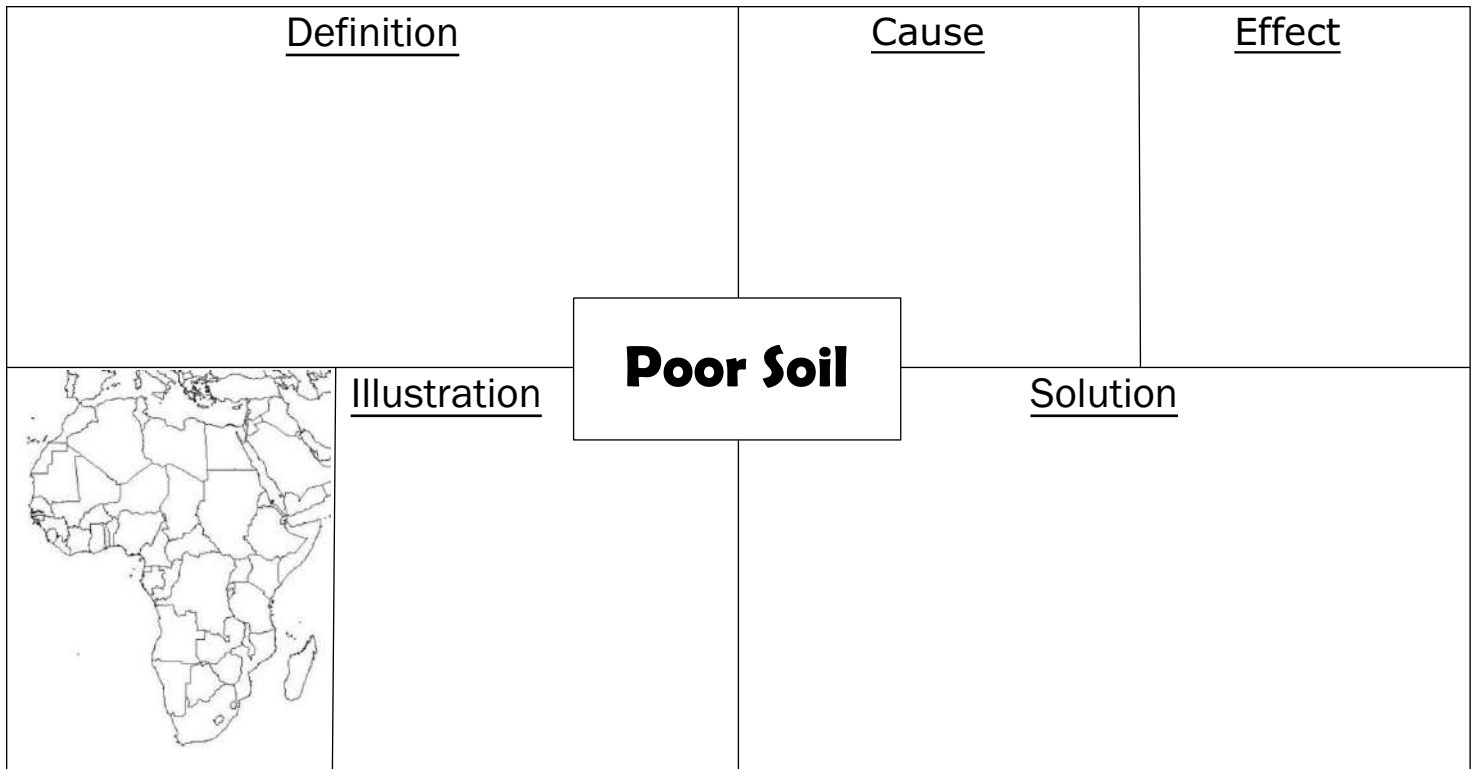 Definition
Cause
Effect
Poor Soil
Illustration
Solution